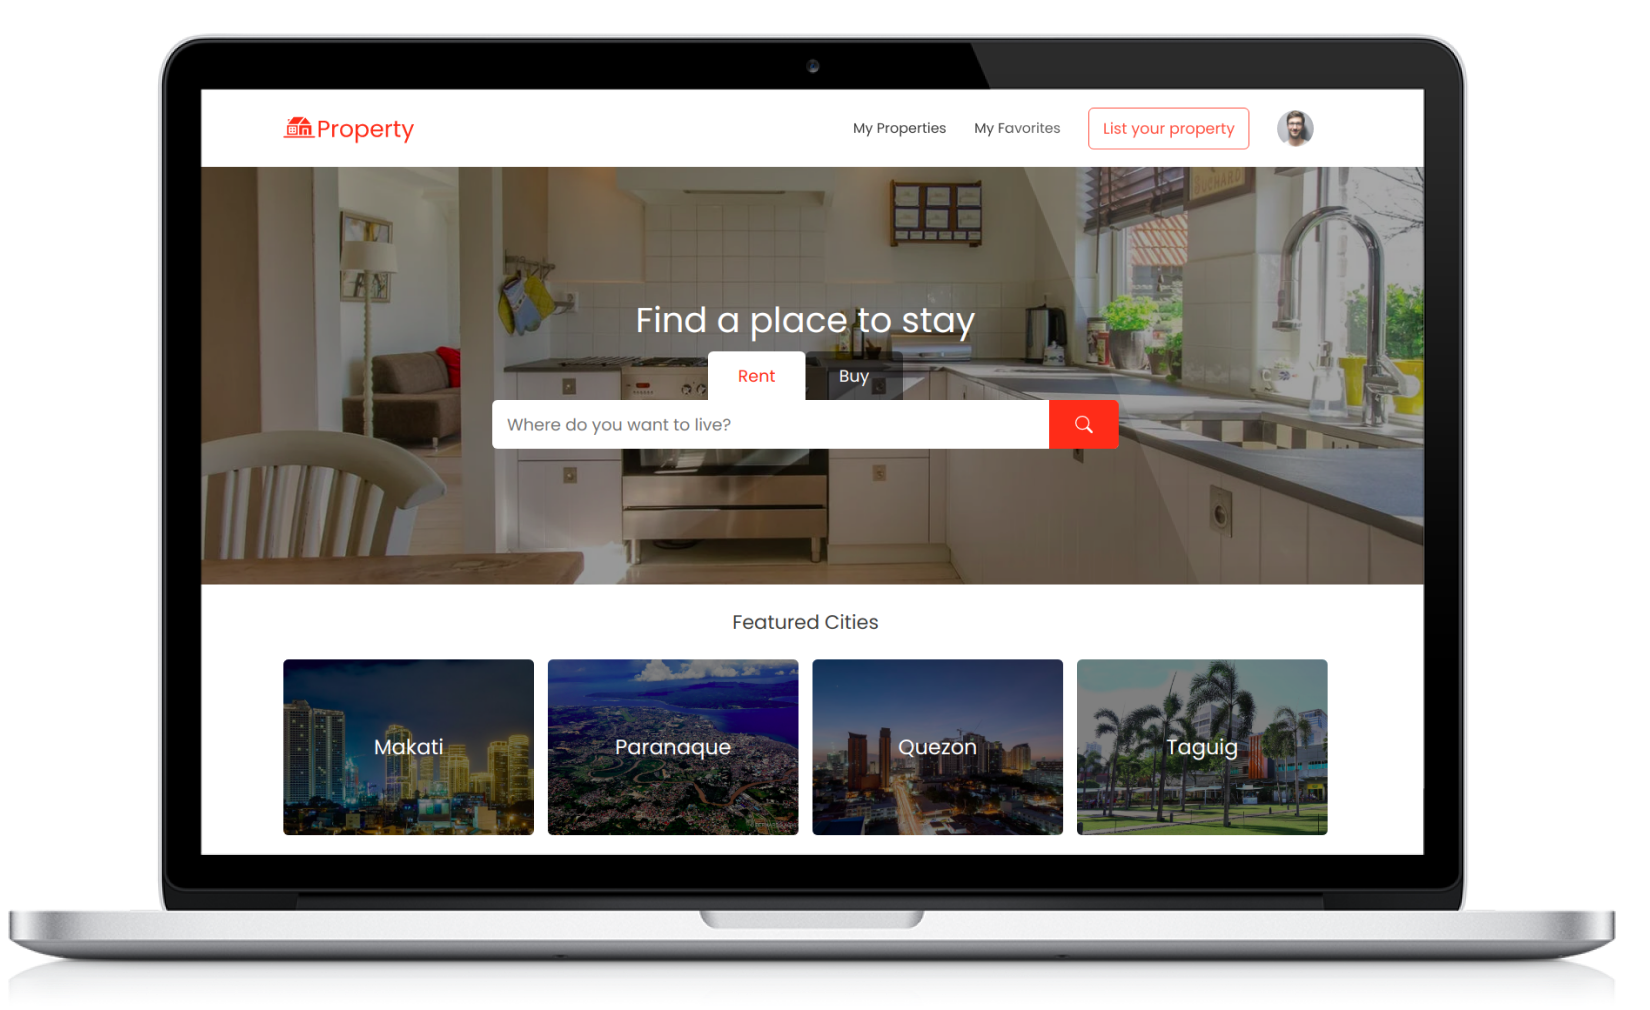 Property
My Properties
My Favorites
List your property
Find a place to stay
Rent
Buy
Where do you want to live?
Featured Cities
Makati
Paranaque
Quezon
Taguig